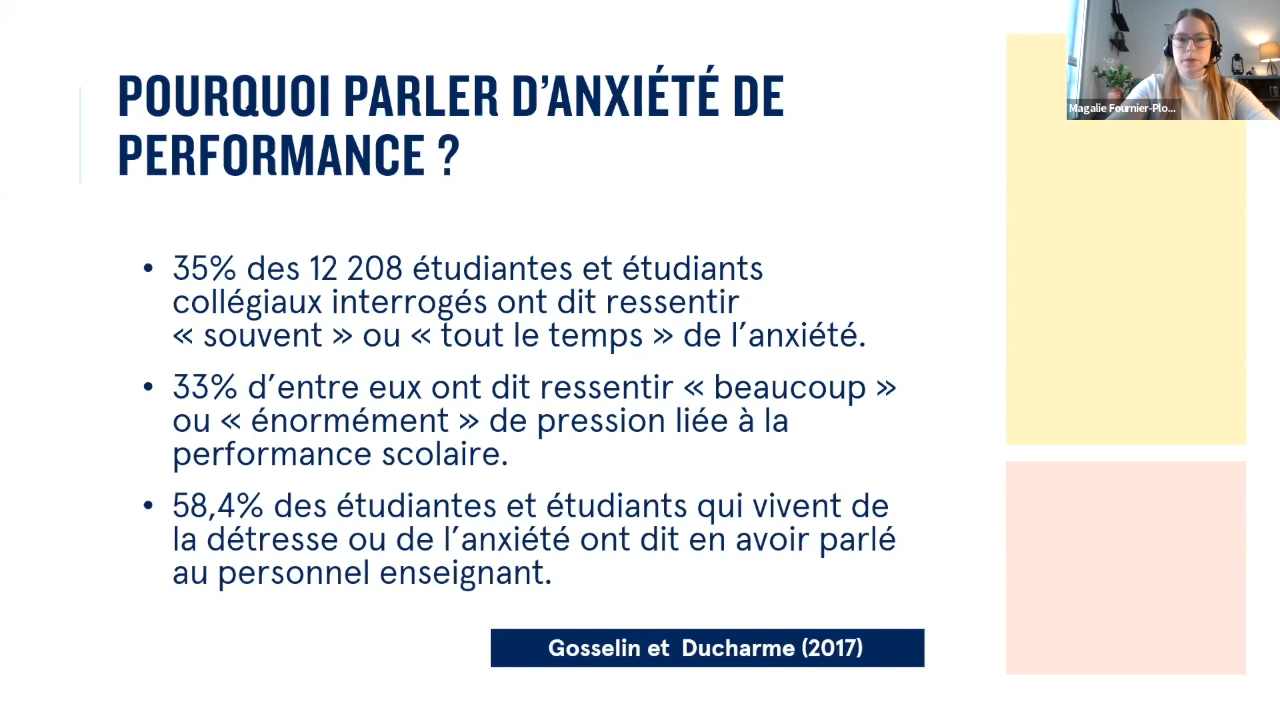 POURQUOI PARLER D’ANXIÉTÉ DE
PERFORMANCE ?
Magalie Fournier-Plo...
• 35% des 12 208 étudiantes et étudiants
collégiaux interrogés ont dit ressentir
« souvent » ou « tout le temps » de l’anxiété.
• 33% d’entre eux ont dit ressentir « beaucoup »
ou « énormément » de pression liée à la
performance scolaire.
• 58,4% des étudiantes et étudiants qui vivent de
la détresse ou de l’anxiété ont dit en avoir parlé
au personnel enseignant.
Gosselin et  Ducharme (2017)